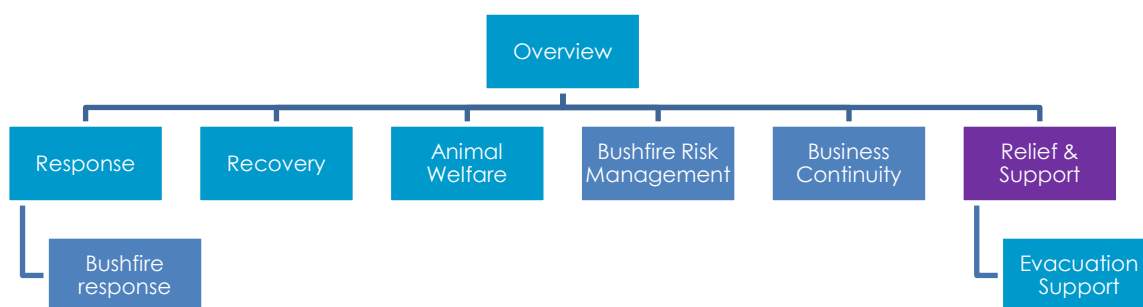 Overview
Response
Recovery
Animal
Welfare
Bushfire Risk
Management
Business
Continuity
Relief &
Support
Bushfire
response
Evacuation
Support